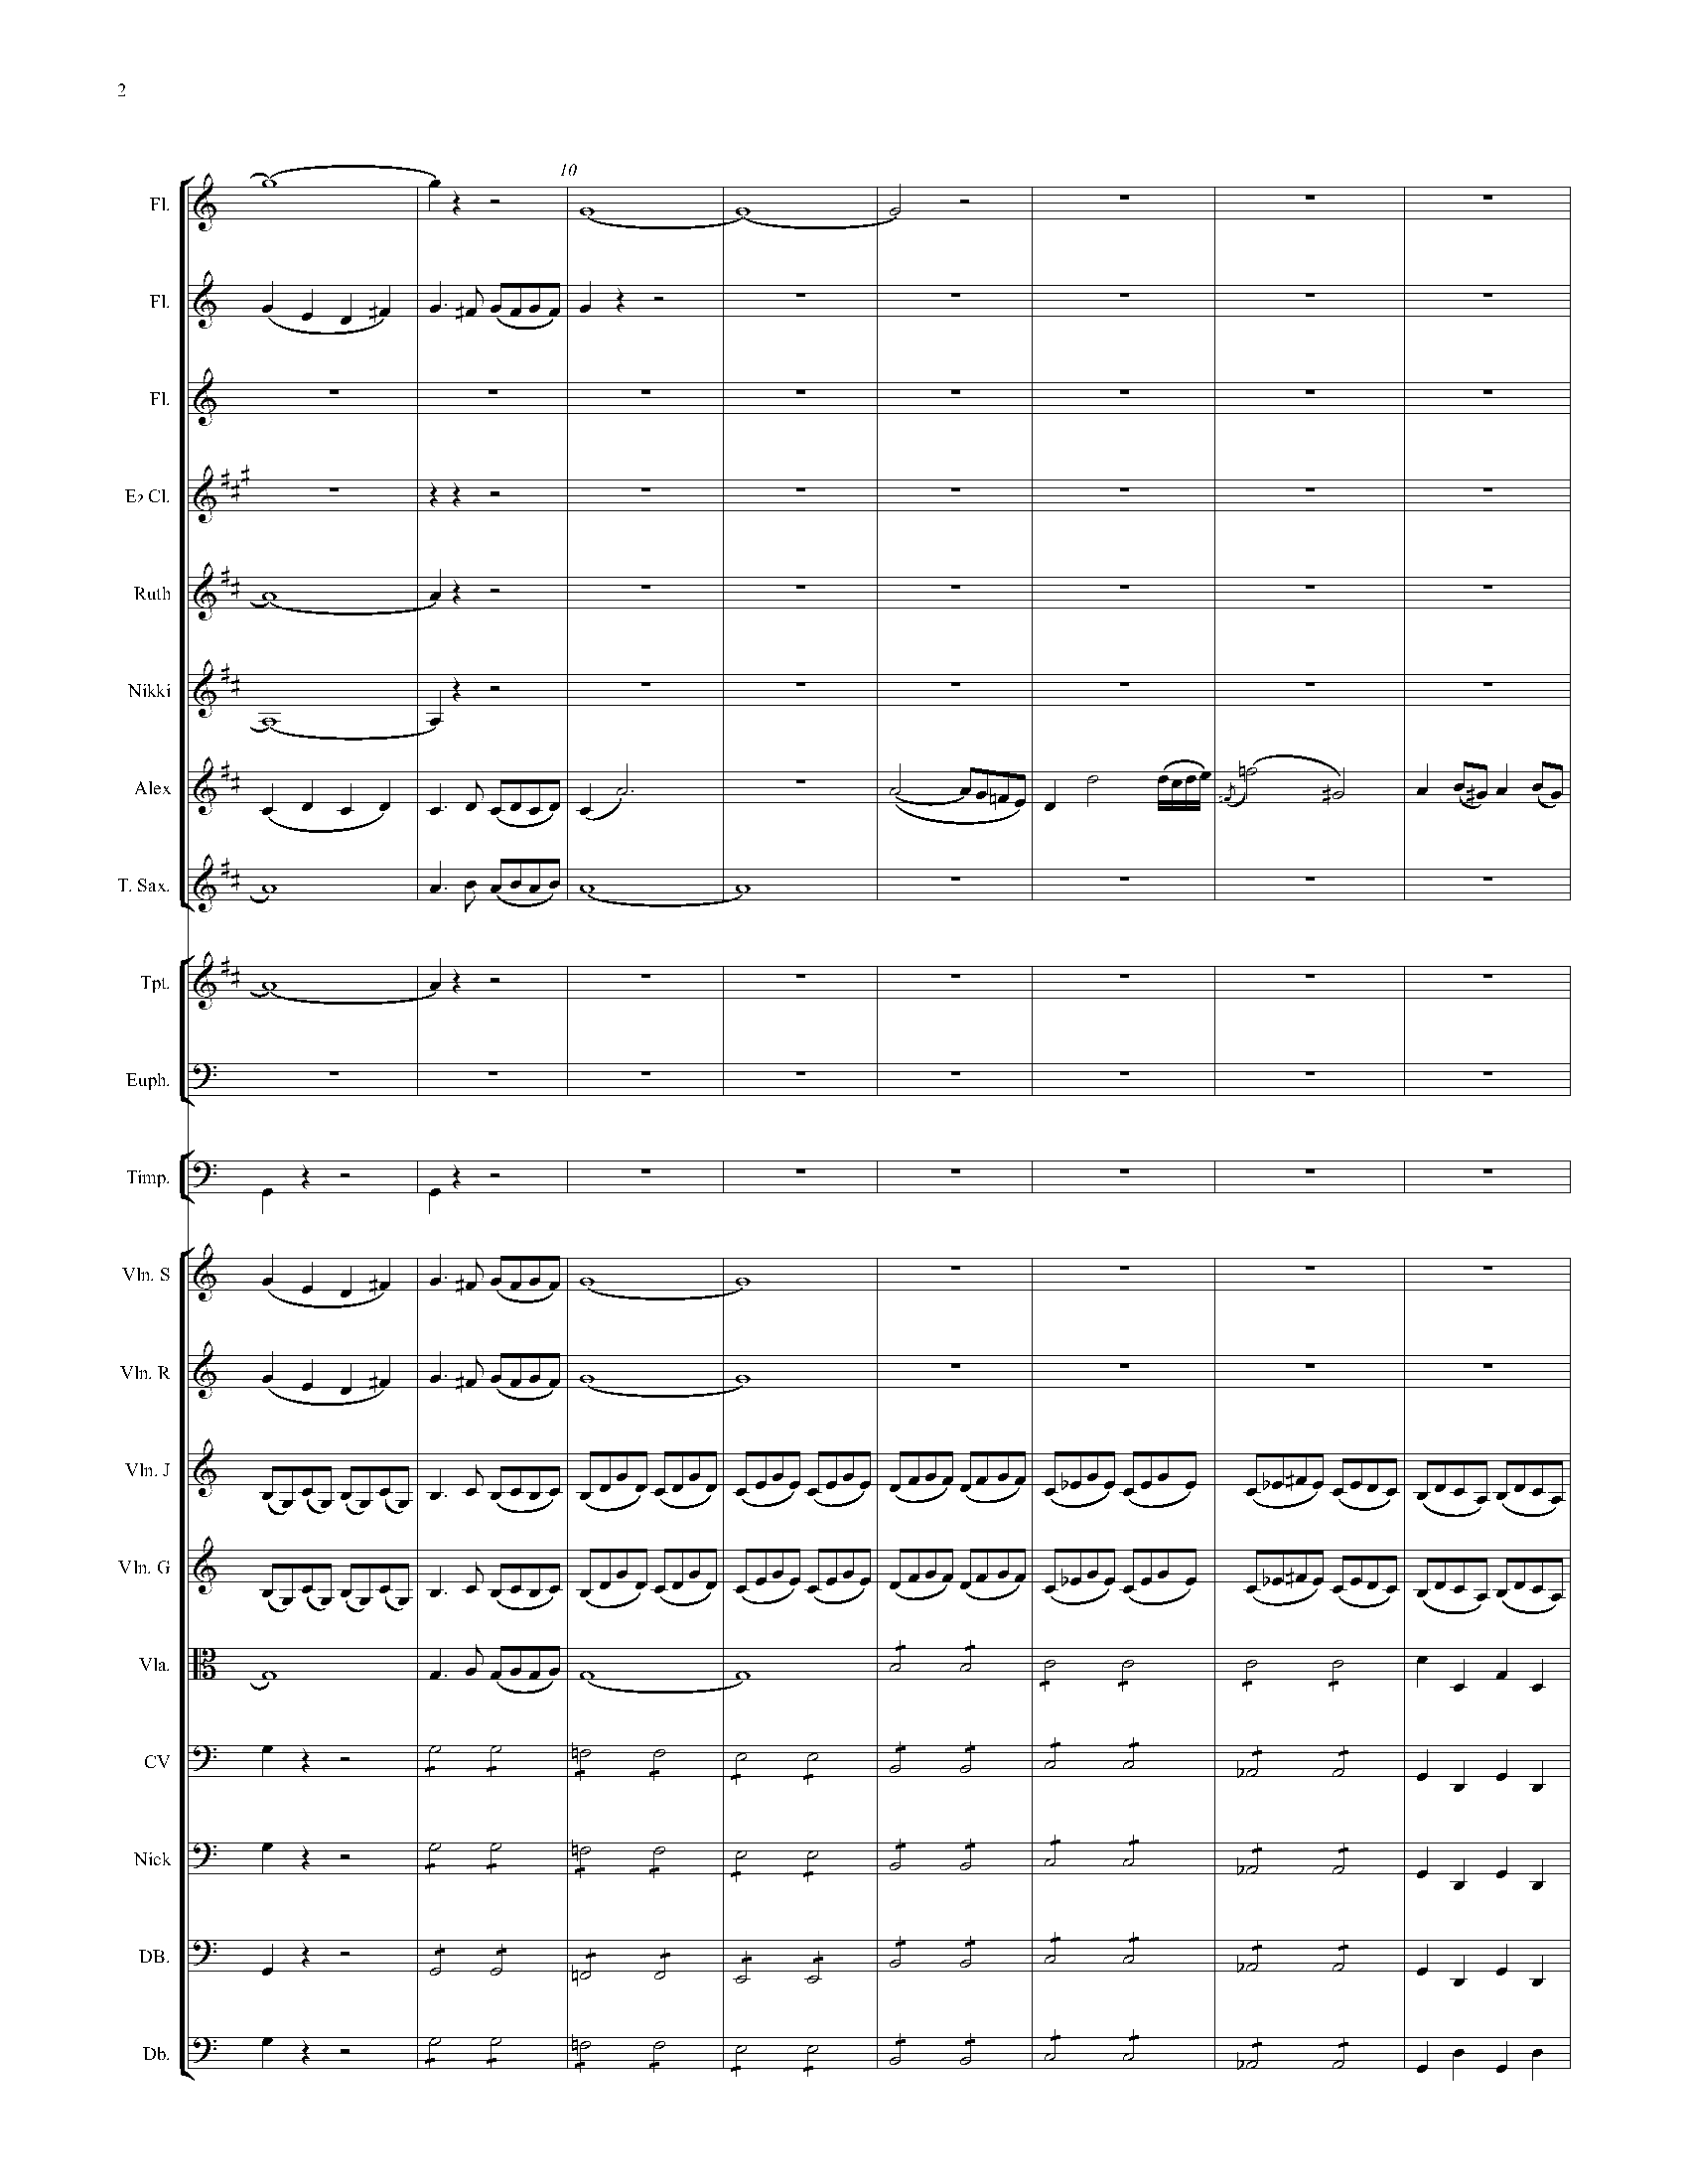 2
10
Fl.
Fl.
Fl.
E♭ Cl.
Ruth
Nikki
Alex
T. Sax.
Tpt.
Euph.
Timp.
Vln. S
Vln. R
Vln. J
Vln. G
Vla.
CV
Nick
DB.
Db.